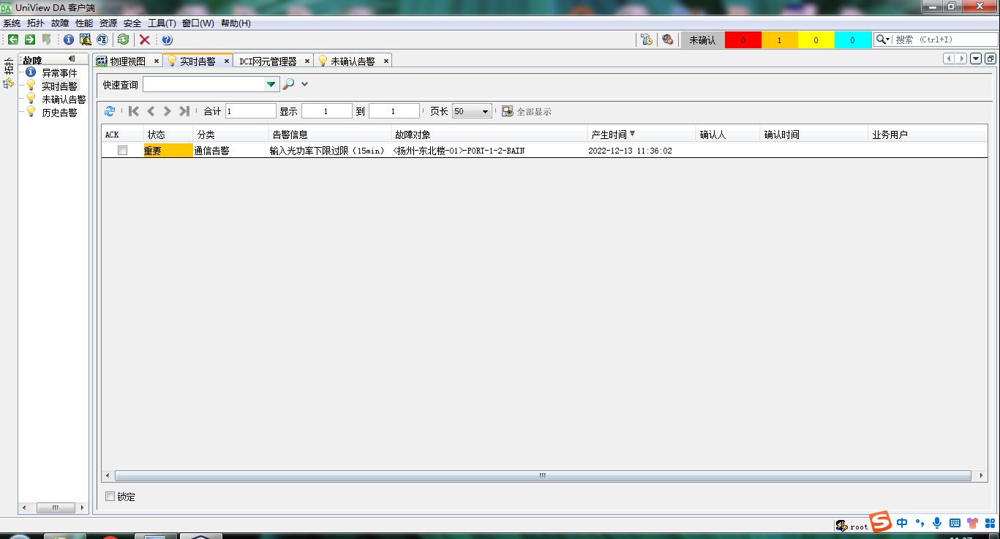 DA UniView DA 客户端
系统 拓扑 故障 性能 资源 安全 工具(T) 窗口(W) 帮助(H)
未确认 0 1 0 0 搜索 (Ctrl+I)
拓扑
故障
异常事件
实时告警
未确认告警
历史告警
物理视图 实时告警 DCI网元管理器 未确认告警
快速查询
合计 1 显示 1 到 1 页长 50 全部显示
ACK 状态 分类 告警信息 故障对象 产生时间 确认人 确认时间 业务用户
重要 通信告警 输入光功率下限过限（15min） <扬州-东北楼-01>-PORT-1-2-BAIN 2022-12-13 11:36:02
锁定
root S 中